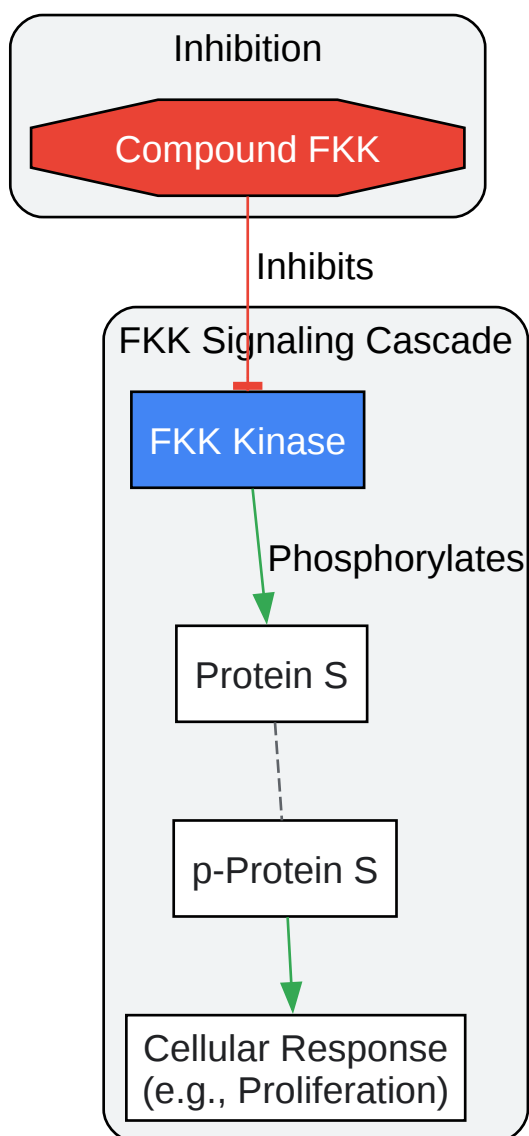 Inhibition
Compound FKK
Inhibits
FKK Signaling Cascade
FKK Kinase
Phosphorylates
Protein S
p-Protein S
Cellular Response
(e.g., Proliferation)